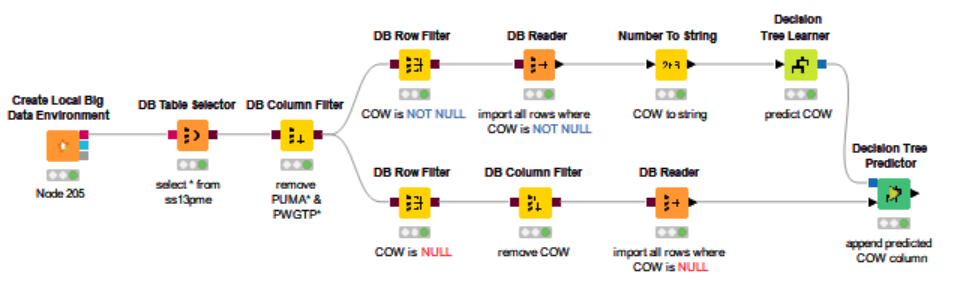 Decision
Tree Learner
DB Row Filter
DB Reader
Number To String
COW is NOT NULL
import all rows where
COW is NOT NULL
COW to string
predict COW
Create Local Big
Data Environment
DB Table Selector
DB Column Filter
Node 205
select * from
ss13pme
remove
PUMA* &
PWGTP*
Decision Tree
Predictor
DB Row Filter
DB Column Filter
DB Reader
COW is NULL
remove COW
import all rows where
COW is NULL
append predicted
COW column